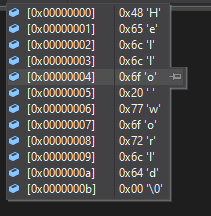 [0x00000000] 0x48 'H'
[0x00000001] 0x65 'e'
[0x00000002] 0x6c 'l'
[0x00000003] 0x6c 'l'
[0x00000004] 0x6f 'o'
[0x00000005] 0x20 ' '
[0x00000006] 0x77 'w'
[0x00000007] 0x6f 'o'
[0x00000008] 0x72 'r'
[0x00000009] 0x6c 'l'
[0x0000000a] 0x64 'd'
[0x0000000b] 0x00 '\0'